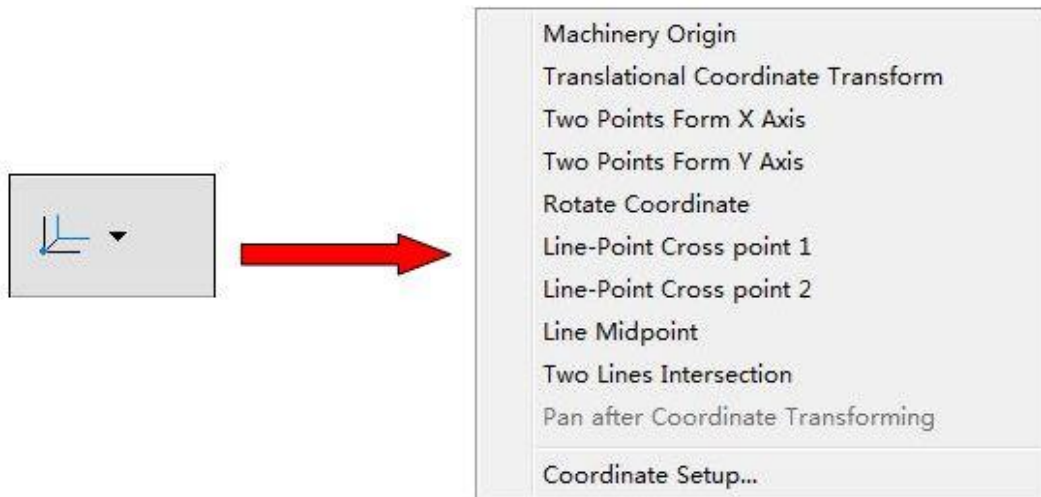 Machinery Origin
Translational Coordinate Transform
Two Points Form X Axis
Two Points Form Y Axis
Rotate Coordinate
Line-Point Cross point 1
Line-Point Cross point 2
Line Midpoint
Two Lines Intersection
Pan after Coordinate Transforming
Coordinate Setup...